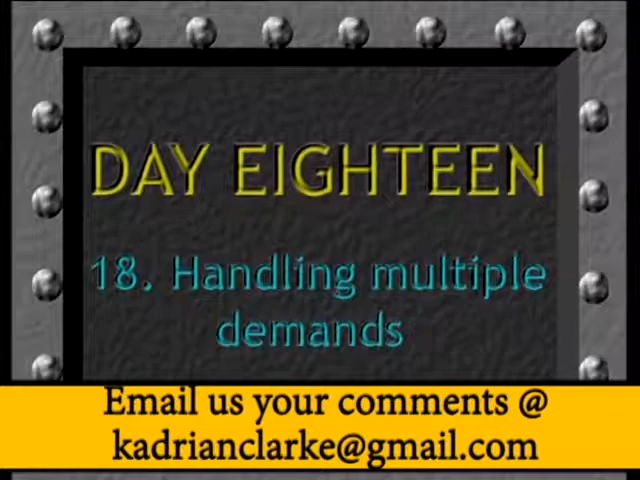 DAY EIGHTEEN
18. Handling multiple
demands
Email us your comments @
kadrianclarke@gmail.com